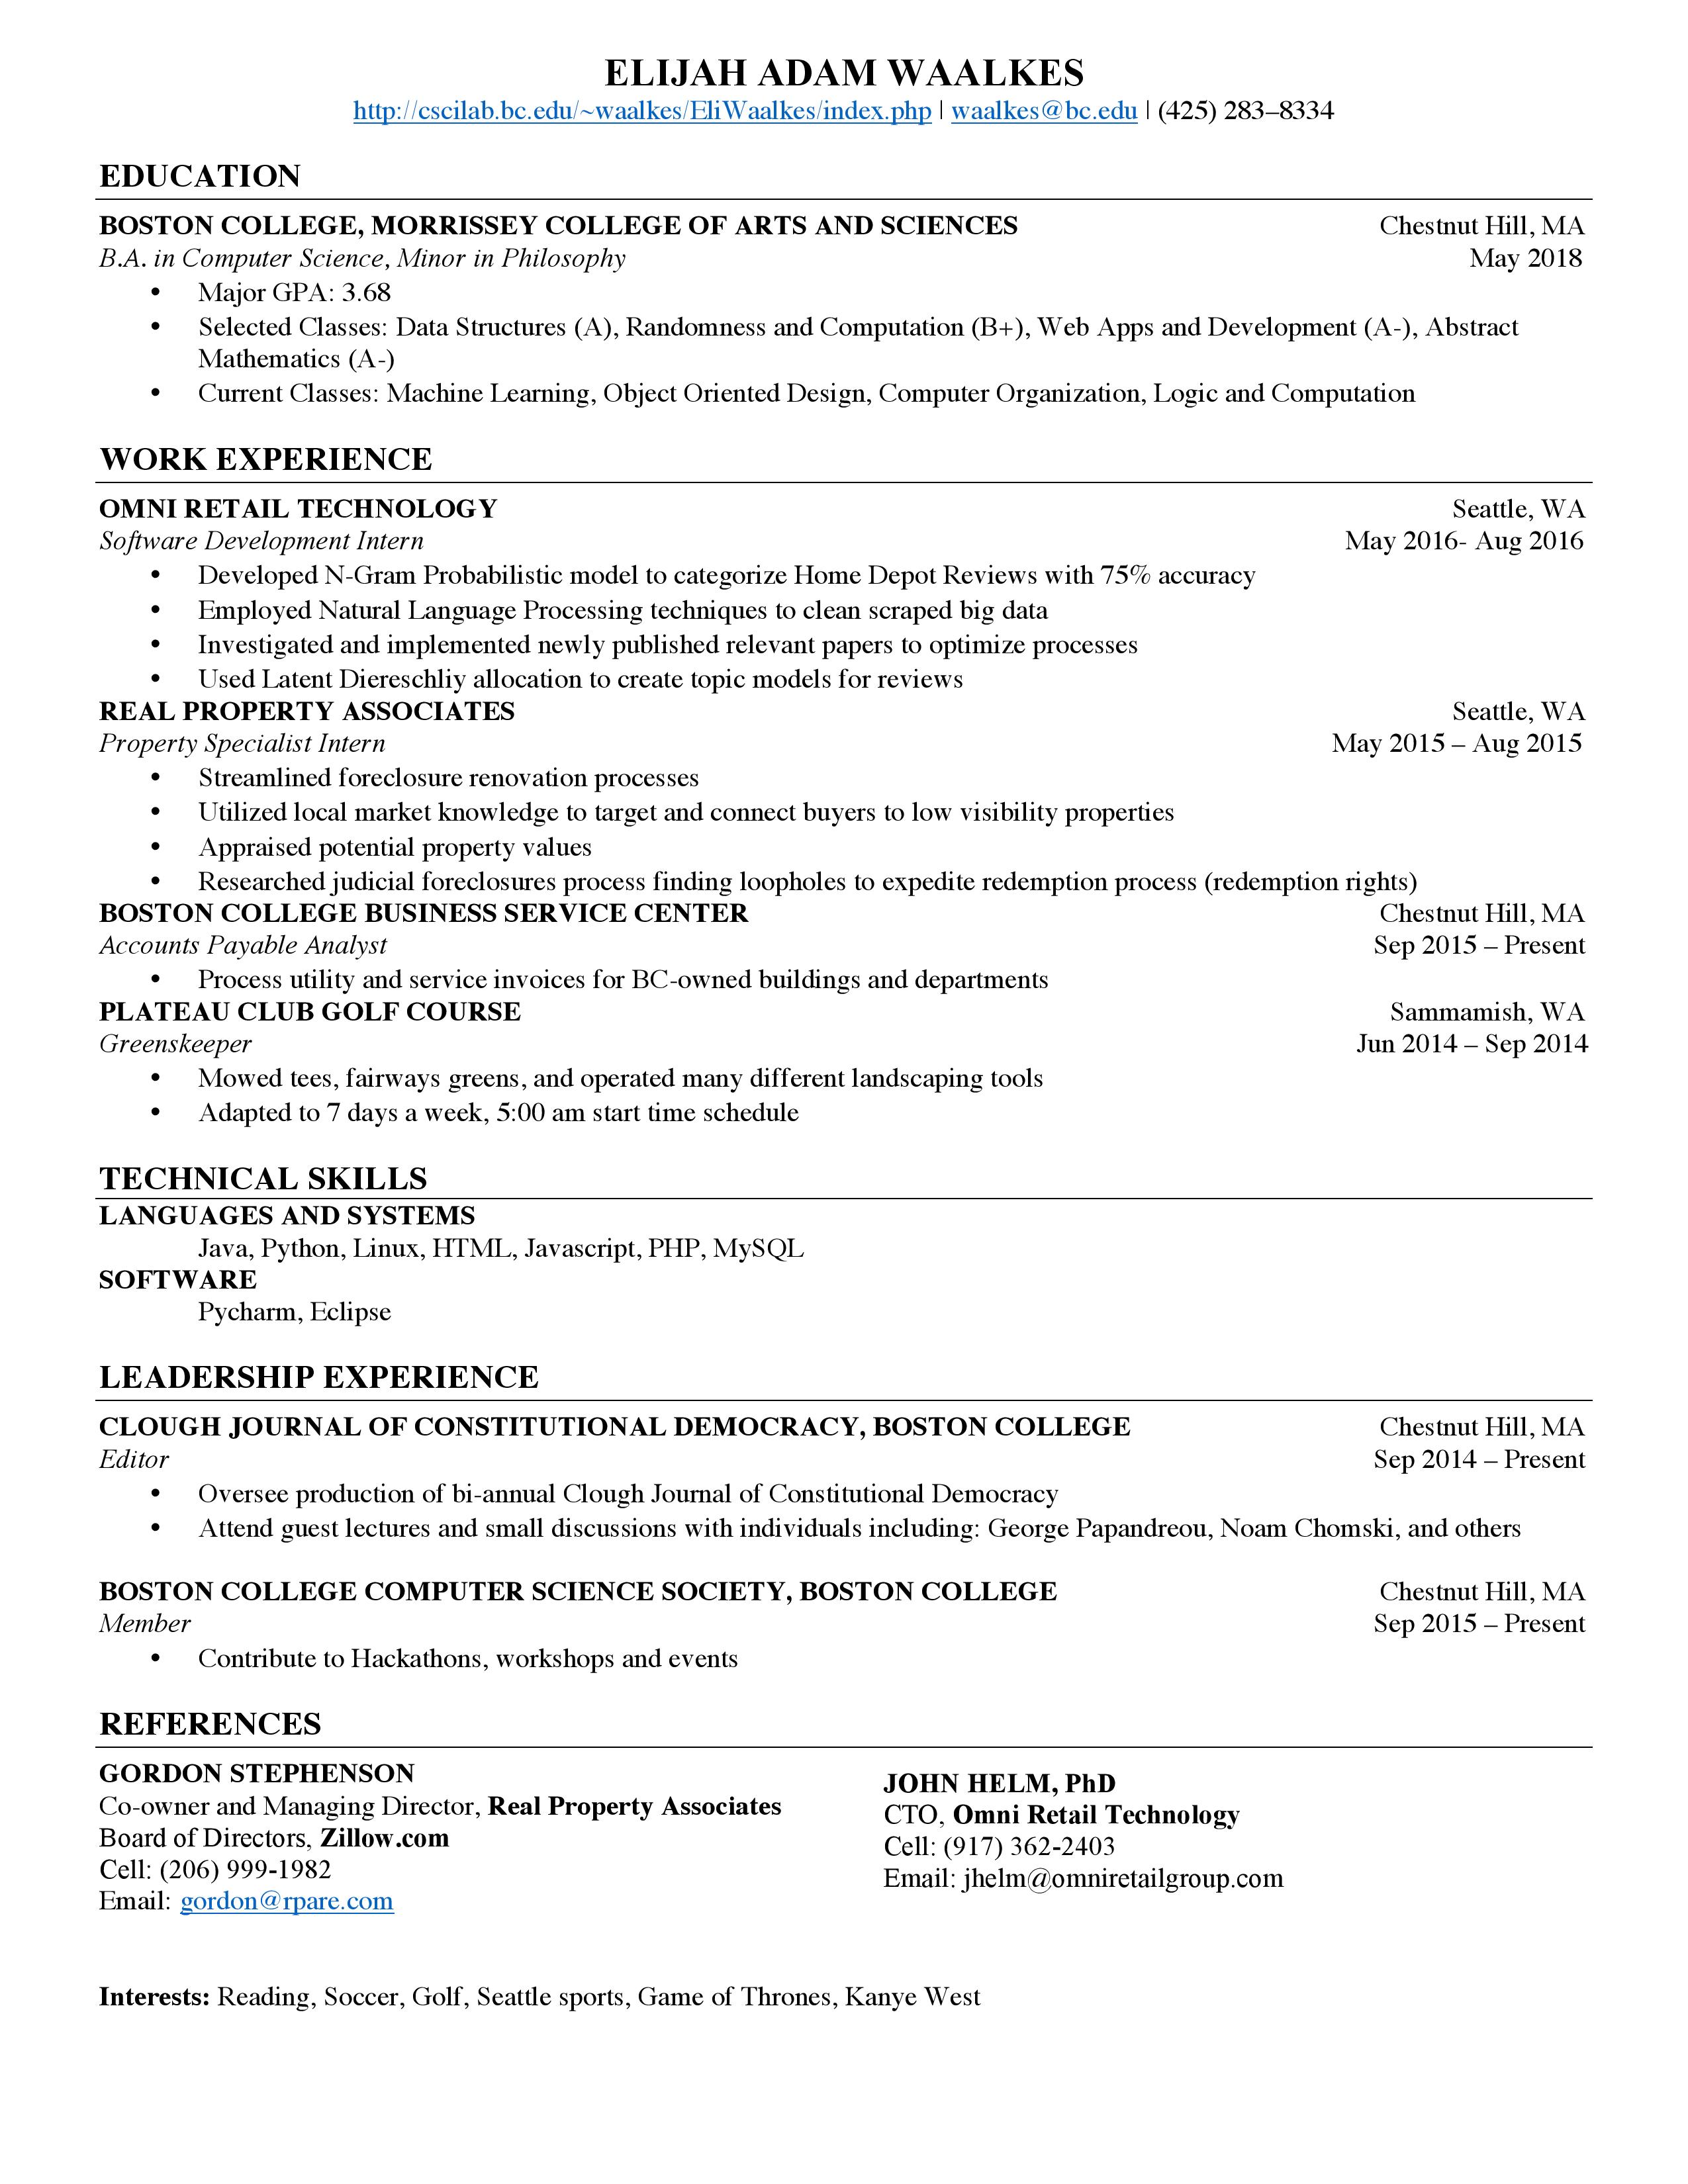 ELIJAH ADAM WAALKES
http://cscilab.bc.edu/~waalkes/EliWaalkes/index.php | waalkes@bc.edu | (425) 283–8334
EDUCATION
BOSTON COLLEGE, MORRISSEY COLLEGE OF ARTS AND SCIENCES Chestnut Hill, MA
B.A. in Computer Science, Minor in Philosophy May 2018
• Major GPA: 3.68
• Selected Classes: Data Structures (A), Randomness and Computation (B+), Web Apps and Development (A-), Abstract
Mathematics (A-)
• Current Classes: Machine Learning, Object Oriented Design, Computer Organization, Logic and Computation
WORK EXPERIENCE
OMNI RETAIL TECHNOLOGY Seattle, WA
Software Development Intern May 2016- Aug 2016
• Developed N-Gram Probabilistic model to categorize Home Depot Reviews with 75% accuracy
• Employed Natural Language Processing techniques to clean scraped big data
• Investigated and implemented newly published relevant papers to optimize processes
• Used Latent Diereschliy allocation to create topic models for reviews
REAL PROPERTY ASSOCIATES Seattle, WA
Property Specialist Intern May 2015 – Aug 2015
• Streamlined foreclosure renovation processes
• Utilized local market knowledge to target and connect buyers to low visibility properties
• Appraised potential property values
• Researched judicial foreclosures process finding loopholes to expedite redemption process (redemption rights)
BOSTON COLLEGE BUSINESS SERVICE CENTER Chestnut Hill, MA
Accounts Payable Analyst Sep 2015 – Present
• Process utility and service invoices for BC-owned buildings and departments
PLATEAU CLUB GOLF COURSE Sammamish, WA
Greenskeeper Jun 2014 – Sep 2014
• Mowed tees, fairways greens, and operated many different landscaping tools
• Adapted to 7 days a week, 5:00 am start time schedule
TECHNICAL SKILLS
LANGUAGES AND SYSTEMS
Java, Python, Linux, HTML, Javascript, PHP, MySQL
SOFTWARE
Pycharm, Eclipse
LEADERSHIP EXPERIENCE
CLOUGH JOURNAL OF CONSTITUTIONAL DEMOCRACY, BOSTON COLLEGE Chestnut Hill, MA
Editor Sep 2014 – Present
• Oversee production of bi-annual Clough Journal of Constitutional Democracy
• Attend guest lectures and small discussions with individuals including: George Papandreou, Noam Chomski, and others
BOSTON COLLEGE COMPUTER SCIENCE SOCIETY, BOSTON COLLEGE Chestnut Hill, MA
Member Sep 2015 – Present
• Contribute to Hackathons, workshops and events
REFERENCES
GORDON STEPHENSON
Co-owner and Managing Director, Real Property Associates
Board of Directors, Zillow.com
Cell: (206) 999-1982
Email: gordon@rpare.com
JOHN HELM, PhD
CTO, Omni Retail Technology
Cell: (917) 362-2403
Email: jhelm@omniretailgroup.com
Interests: Reading, Soccer, Golf, Seattle sports, Game of Thrones, Kanye West